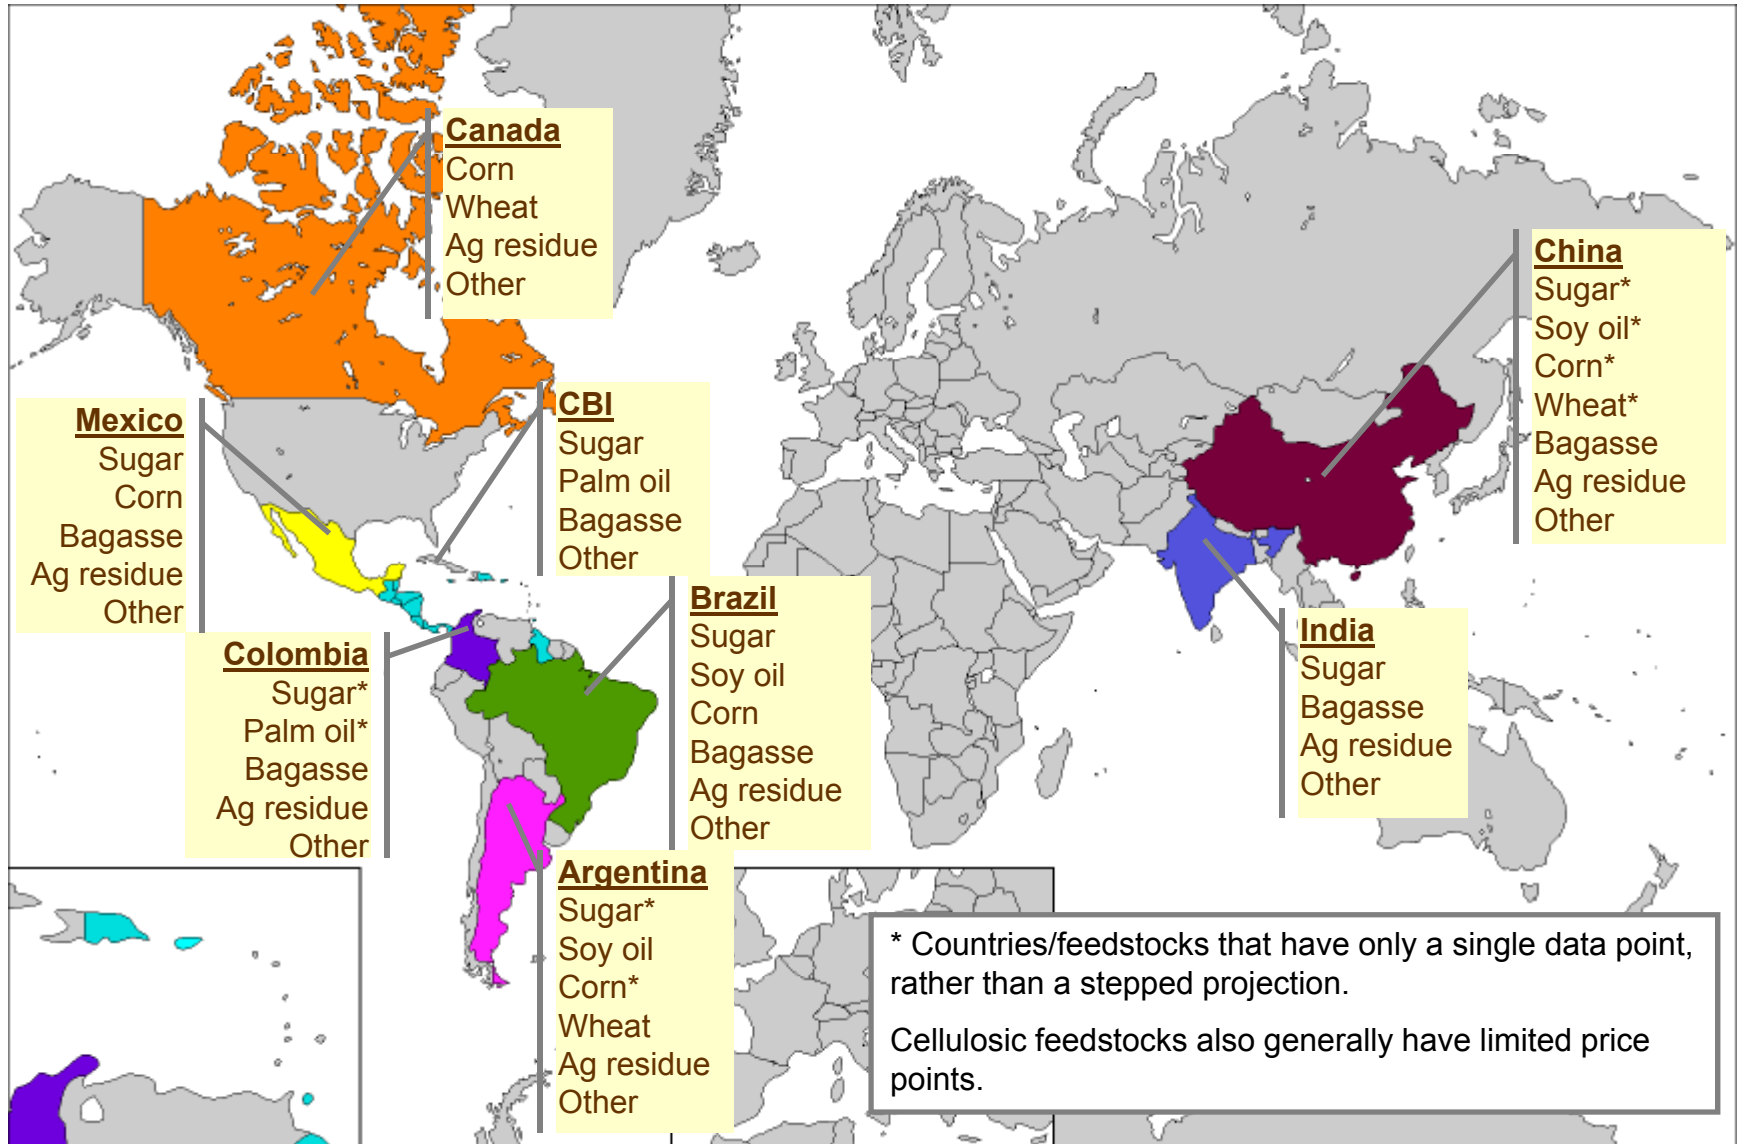 Canada
Corn
Wheat
Ag residue
Other
China
Sugar*
Soy oil*
Corn*
Wheat*
Bagasse
Ag residue
Other
Mexico
Sugar
Corn
Bagasse
Ag residue
Other
CBI
Sugar
Palm oil
Bagasse
Other
Brazil
Sugar
Soy oil
Corn
Bagasse
Ag residue
Other
India
Sugar
Bagasse
Ag residue
Other
Colombia
Sugar*
Palm oil*
Bagasse
Ag residue
Other
Argentina
Sugar*
Soy oil
Corn*
Wheat
Ag residue
Other
* Countries/feedstocks that have only a single data point,
rather than a stepped projection.
Cellulosic feedstocks also generally have limited price
points.